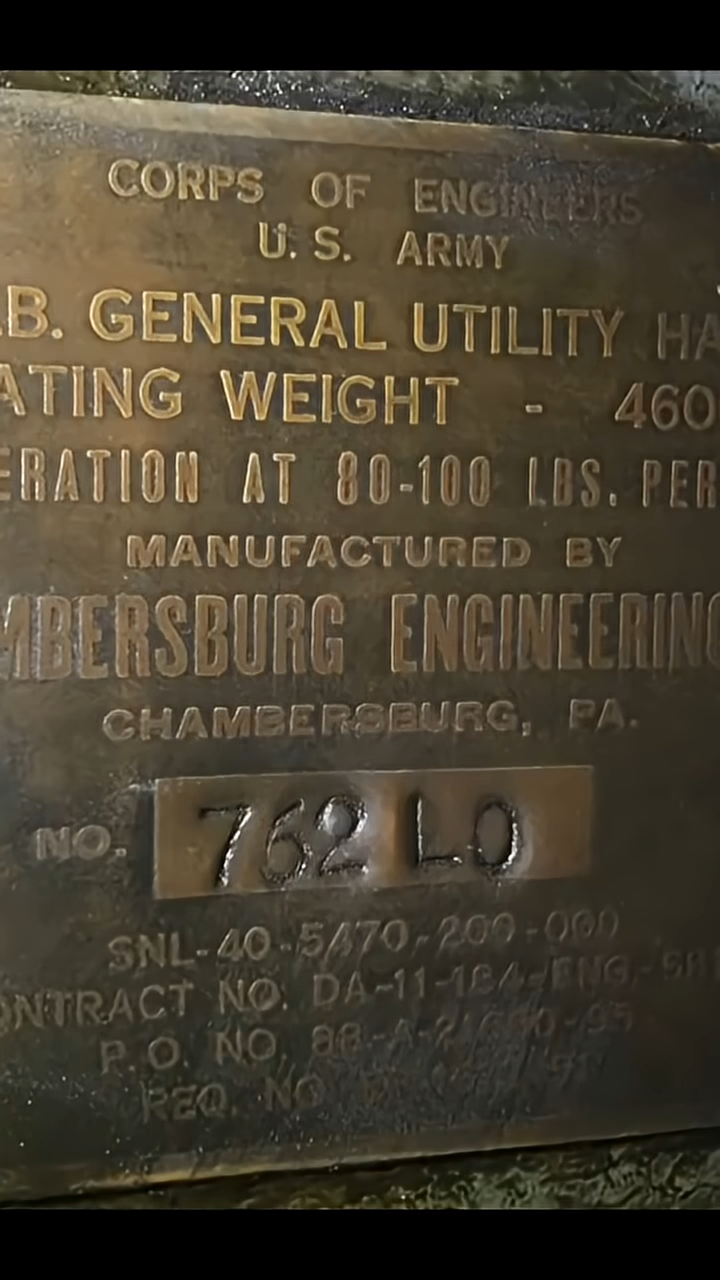 CORPS OF ENGINEERS
U.S. ARMY
.B. GENERAL UTILITY HA
ATING WEIGHT - 460
ERATION AT 80-100 LBS. PER
MANUFACTURED BY
MBERSBURG ENGINEERING
CHAMBERSBURG, PA.
NO. 762 LO
SNL-40-5470-200-000
ONTRACT NO. DA-11-184-ENG.
P.O. NO.
REQ. NO